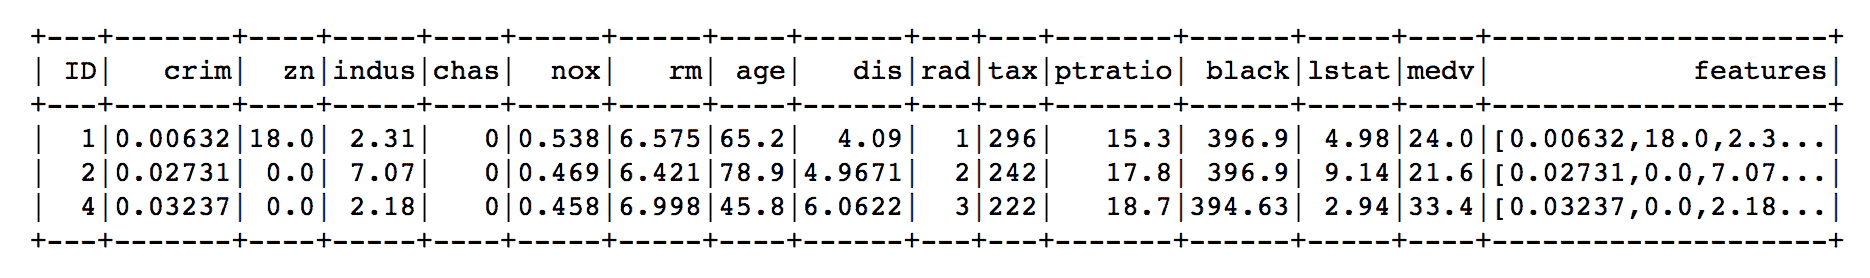 +---+-------+----+-----+----+-----+-----+----+------+---+---+-------+------+-----+----+--------------------+
| ID|   crim|  zn|indus|chas|  nox|   rm| age|   dis|rad|tax|ptratio| black|lstat|medv|            features|
+---+-------+----+-----+----+-----+-----+----+------+---+---+-------+------+-----+----+--------------------+
|  1|0.00632|18.0| 2.31|   0|0.538|6.575|65.2|  4.09|  1|296|   15.3| 396.9| 4.98|24.0|[0.00632,18.0,2.3...|
|  2|0.02731| 0.0| 7.07|   0|0.469|6.421|78.9|4.9671|  2|242|   17.8| 396.9| 9.14|21.6|[0.02731,0.0,7.07...|
|  4|0.03237| 0.0| 2.18|   0|0.458|6.998|45.8|6.0622|  3|222|   18.7|394.63| 2.94|33.4|[0.03237,0.0,2.18...|
+---+-------+----+-----+----+-----+-----+----+------+---+---+-------+------+-----+----+--------------------+